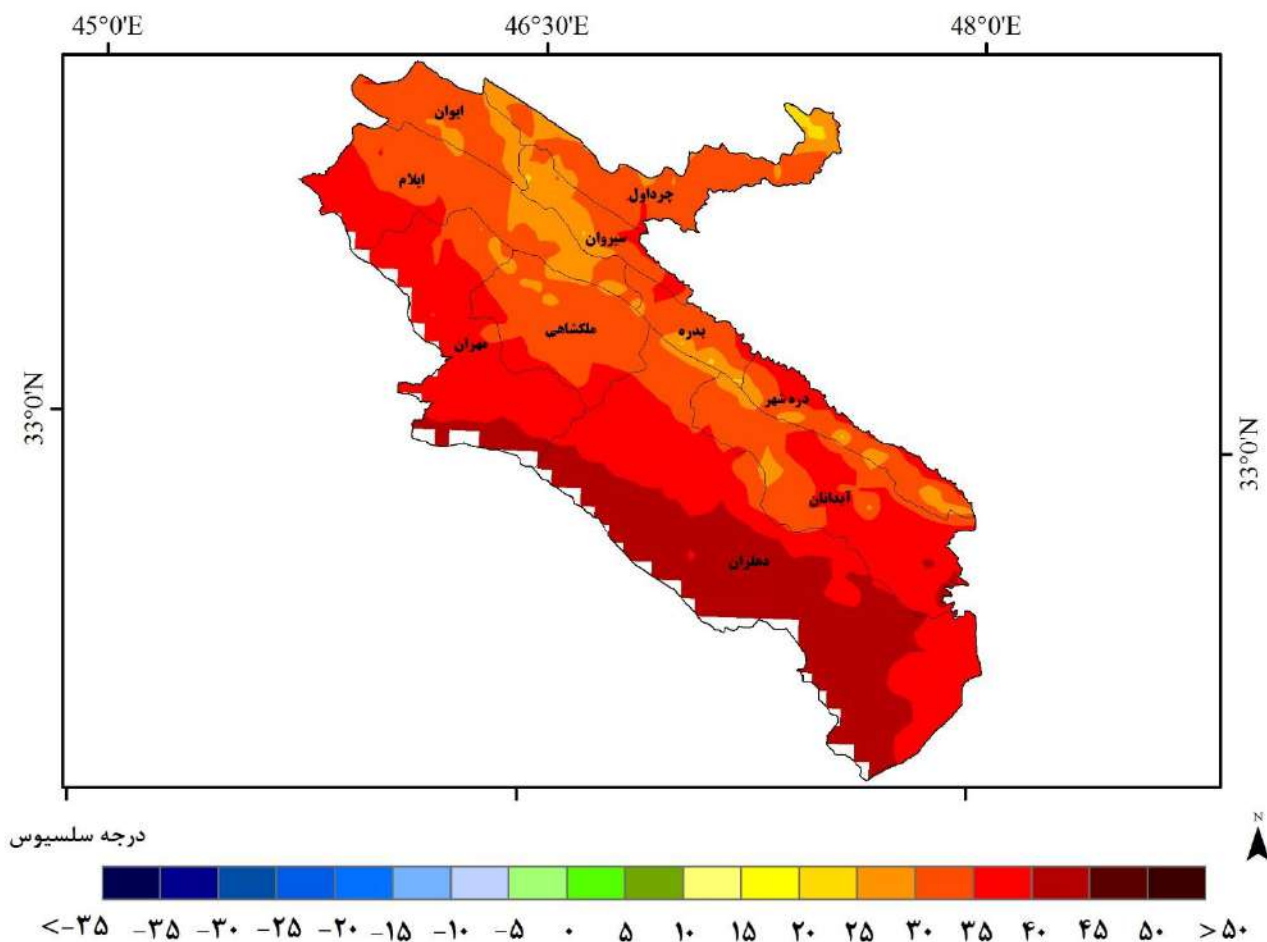 45°0'E 46°30'E 48°0'E
ایوان
ایلام
چرداول
سیروان
ملکشاهی
بدره
مهران
دره شهر
33°0'N
33°0'N
آبدانان
دهلران
درجه سلسیوس
N
<-۳۵ -۳۵ -۳۰ -۲۵ -۲۰ -۱۵ -۱۰ -۵ ۰ ۵ ۱۰ ۱۵ ۲۰ ۲۵ ۳۰ ۳۵ ۴۰ ۴۵ ۵۰ >۵۰